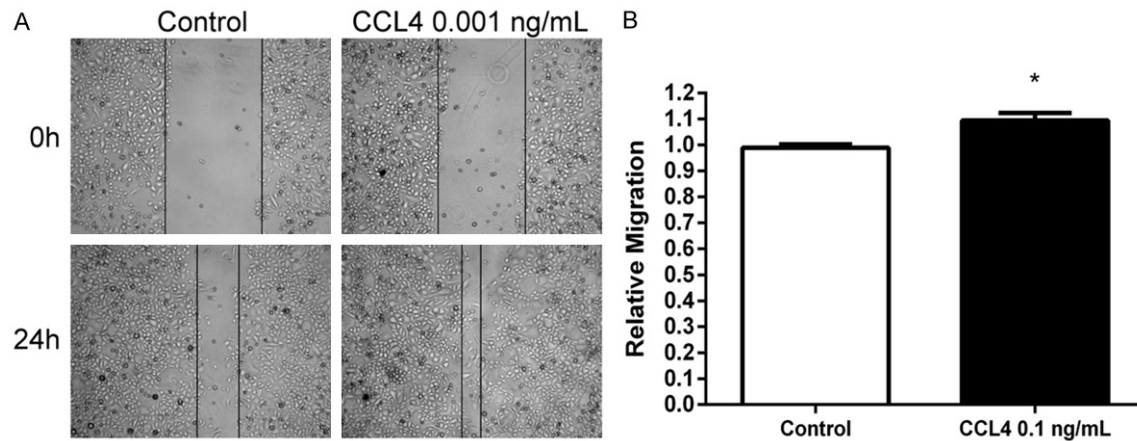 A
Control
CCL4 0.001 ng/mL
0h
24h
B
*
Relative Migration
1.2
1.1
1.0
0.9
0.8
0.7
0.6
0.5
0.4
0.3
0.2
0.1
0.0
Control
CCL4 0.1 ng/mL